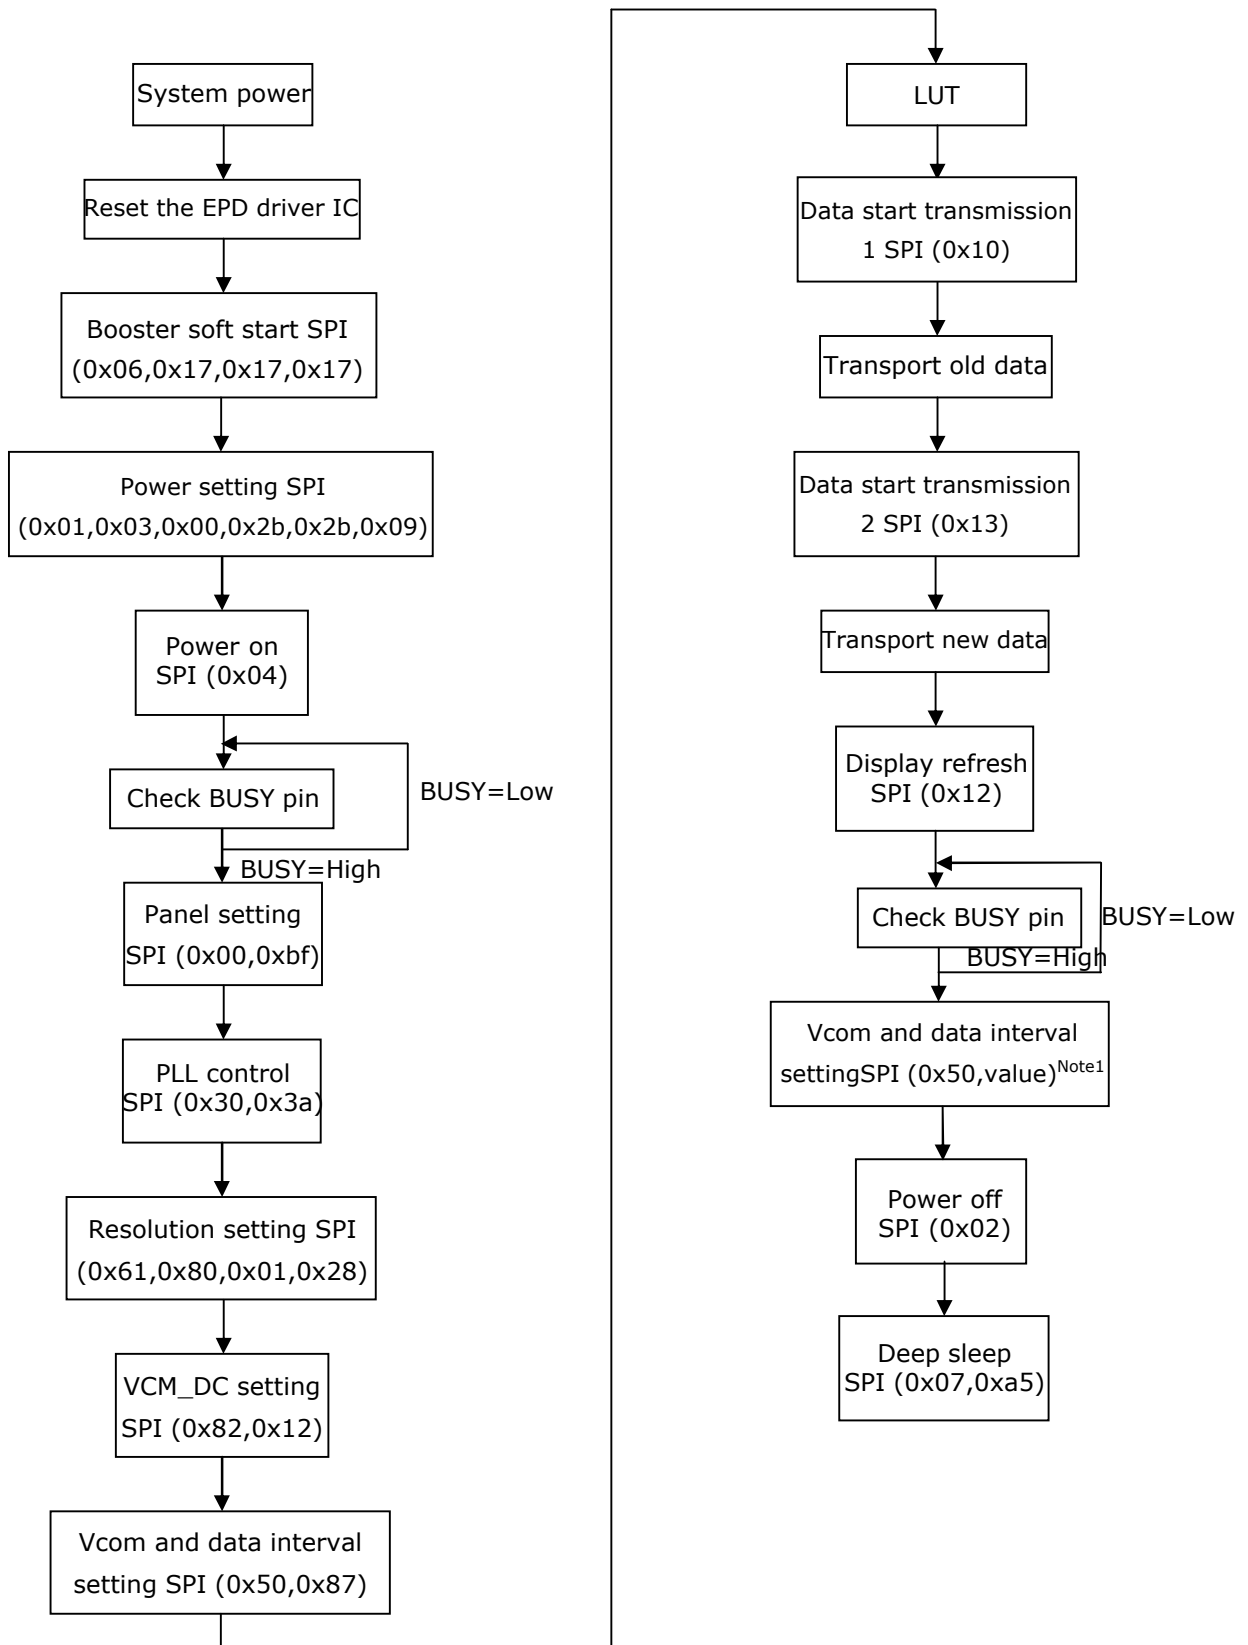 System power
Reset the EPD driver IC
Booster soft start SPI
(0x06,0x17,0x17,0x17)
Power setting SPI
(0x01,0x03,0x00,0x2b,0x2b,0x09)
Power on
SPI (0x04)
Check BUSY pin
BUSY=Low
BUSY=High
Panel setting
SPI (0x00,0xbf)
PLL control
SPI (0x30,0x3a)
Resolution setting SPI
(0x61,0x80,0x01,0x28)
VCM_DC setting
SPI (0x82,0x12)
Vcom and data interval
setting SPI (0x50,0x87)
LUT
Data start transmission
1 SPI (0x10)
Transport old data
Data start transmission
2 SPI (0x13)
Transport new data
Display refresh
SPI (0x12)
Check BUSY pin
BUSY=Low
BUSY=High
Vcom and data interval
settingSPI (0x50,value)Note1
Power off
SPI (0x02)
Deep sleep
SPI (0x07,0xa5)